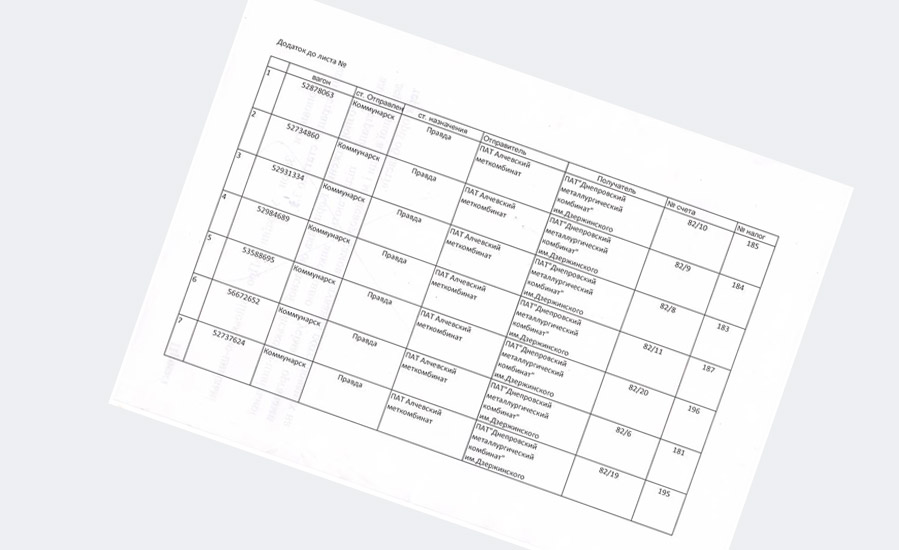 Додаток до листа №
вагон ст. Отправлен ст. назначения Отправитель Получатель № счета № налог
1 52878063 Коммунарск Правда ПАТ Алчевский меткомбинат ПАТ"Днепровский металлургический комбинат" им.Дзержинского 82/10 185
2 52734860 Коммунарск Правда ПАТ Алчевский меткомбинат ПАТ"Днепровский металлургический комбинат" им.Дзержинского 82/9 184
3 52931334 Коммунарск Правда ПАТ Алчевский меткомбинат ПАТ"Днепровский металлургический комбинат" им.Дзержинского 82/8 183
4 52984689 Коммунарск Правда ПАТ Алчевский меткомбинат ПАТ"Днепровский металлургический комбинат" им.Дзержинского 82/11 187
5 53588695 Коммунарск Правда ПАТ Алчевский меткомбинат ПАТ"Днепровский металлургический комбинат" им.Дзержинского 82/20 196
6 56672652 Коммунарск Правда ПАТ Алчевский меткомбинат ПАТ"Днепровский металлургический комбинат" им.Дзержинского 82/6 181
7 52737624 Коммунарск Правда ПАТ Алчевский меткомбинат ПАТ"Днепровский металлургический комбинат" им.Дзержинского 82/19 195